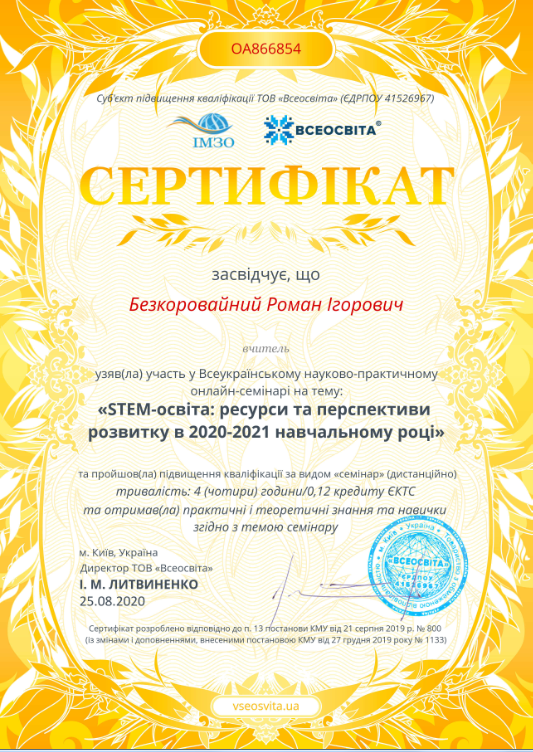 ОА866854
Суб'єкт підвищення кваліфікації ТОВ «Всеосвіта» (ЄДРПОУ 41526967)
ІМЗО
ВСЕОСВІТА©
СЕРТИФІКАТ
засвідчує, що
Безкоровайний Роман Ігорович
вчитель
узяв(ла) участь у Всеукраїнському науково-практичному
онлайн-семінарі на тему:
«STEM-освіта: ресурси та перспективи
розвитку в 2020-2021 навчальному році»
та пройшов(ла) підвищення кваліфікації за видом «семінар» (дистанційно)
тривалість: 4 (чотири) години/0,12 кредиту ЄКТС
та отримав(ла) практичні і теоретичні знання та навички
згідно з темою семінару
м. Київ, Україна
Директор ТОВ «Всеосвіта»
І. М. ЛИТВИНЕНКО
25.08.2020
м. Київ • Україна •
«ВСЕОСВІТА»
ЄДРПОУ
41526967
Сертифікат розроблено відповідно до п. 13 постанови КМУ від 21 серпня 2019 р. № 800
(із змінами і доповненнями, внесеними постановою КМУ від 27 грудня 2019 року № 1133)
vseosvita.ua